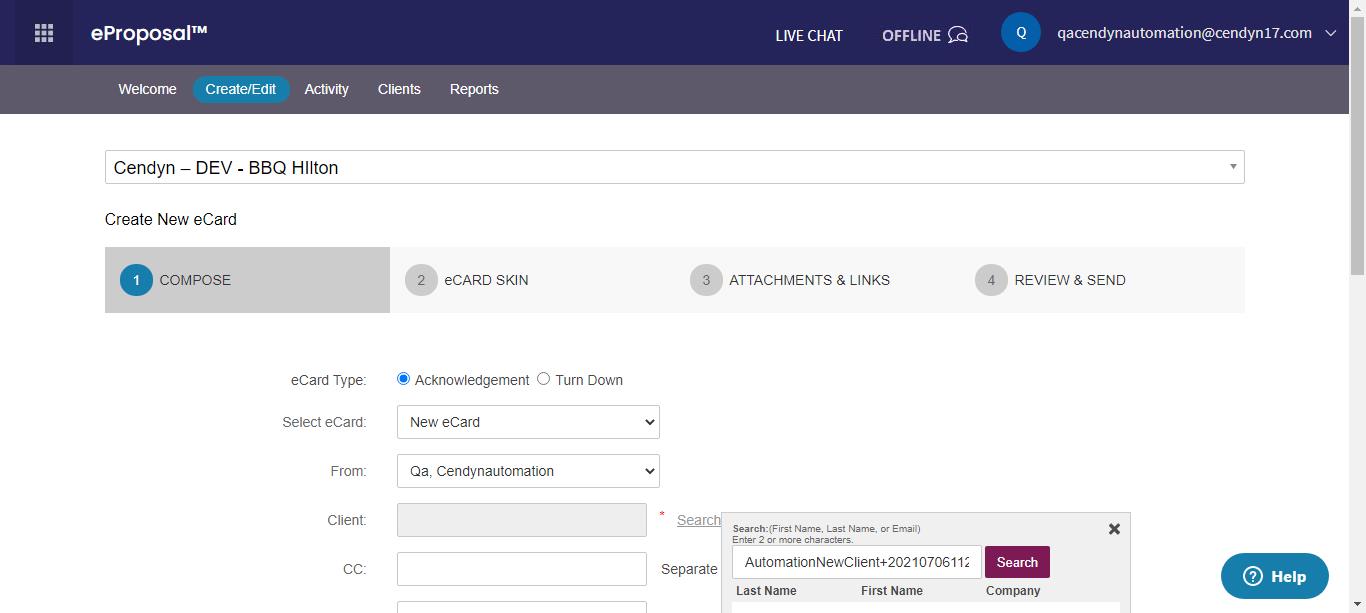 eProposal™
LIVE CHAT
OFFLINE
Q
qacendynautomation@cendyn17.com
Welcome
Create/Edit
Activity
Clients
Reports
Cendyn – DEV - BBQ HIlton
Create New eCard
1 COMPOSE
2 eCARD SKIN
3 ATTACHMENTS & LINKS
4 REVIEW & SEND
eCard Type: Acknowledgement Turn Down
Select eCard: New eCard
From: Qa, Cendynautomation
Client: * Search
Search:(First Name, Last Name, or Email)
Enter 2 or more characters.
AutomationNewClient+20210706112 Search
CC: Separate
Last Name First Name Company
Help